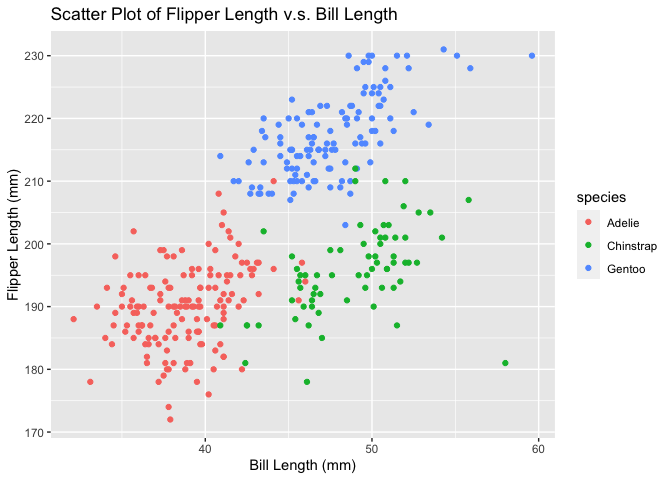 Scatter Plot of Flipper Length v.s. Bill Length
Flipper Length (mm)
230
220
210
200
190
180
170
40
50
60
Bill Length (mm)
species
Adelie
Chinstrap
Gentoo